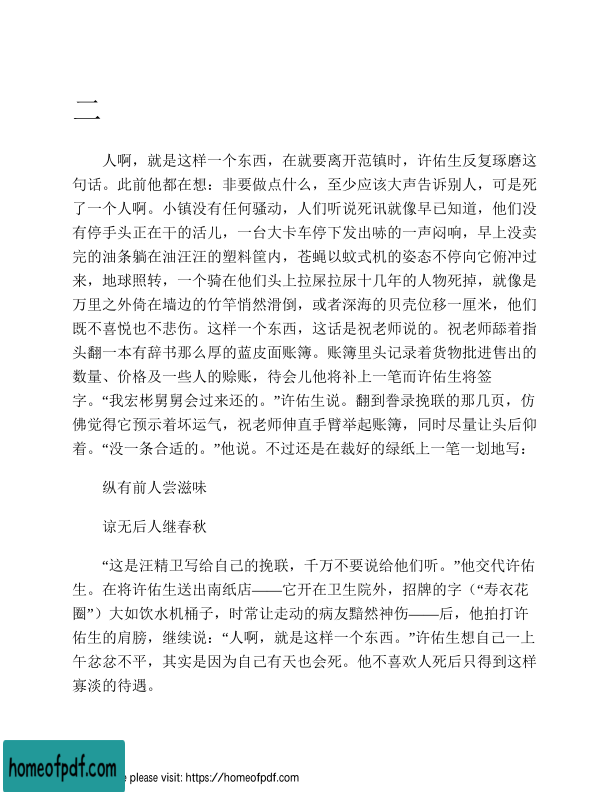 二
人啊，就是这样一个东西，在就要离开范镇时，许佑生反复琢磨这
句话。此前他都在想：非要做点什么，至少应该大声告诉别人，可是死
了一个人啊。小镇没有任何骚动，人们听说死讯就像早已知道，他们没
有停手头正在干的活儿，一台大卡车停下发出哧的一声闷响，早上没卖
完的油条躺在油汪汪的塑料筐内，苍蝇以蚊式机的姿态不停向它俯冲过
来，地球照转，一个骑在他们头上拉屎拉尿十几年的人物死掉，就像是
万里之外倚在墙边的竹竿悄然滑倒，或者深海的贝壳位移一厘米，他们
既不喜悦也不悲伤。这样一个东西，这话是祝老师说的。祝老师舔着指
头翻一本有辞书那么厚的蓝皮面账簿。账簿里头记录着货物批进售出的
数量、价格及一些人的赊账，待会儿他将补上一笔而许佑生将签
字。“我宏彬舅舅会过来还的。”许佑生说。翻到誊录挽联的那几页，仿
佛觉得它预示着坏运气，祝老师伸直手臂举起账簿，同时尽量让头后仰
着。“没一条合适的。”他说。不过还是在裁好的绿纸上一笔一划地写：
纵有前人尝滋味
谅无后人继春秋
“这是汪精卫写给自己的挽联，千万不要说给他们听。”他交代许佑
生。在将许佑生送出南纸店——它开在卫生院外，招牌的字（“寿衣花
圈”）大如饮水机桶子，时常让走动的病友黯然神伤——后，他拍打许
佑生的肩膀，继续说：“人啊，就是这样一个东西。”许佑生想自己一上
午忿忿不平，其实是因为自己有天也会死。他不喜欢人死后只得到这样
寡淡的待遇。
homeofpdf.com
e please visit: https://homeofpdf.com